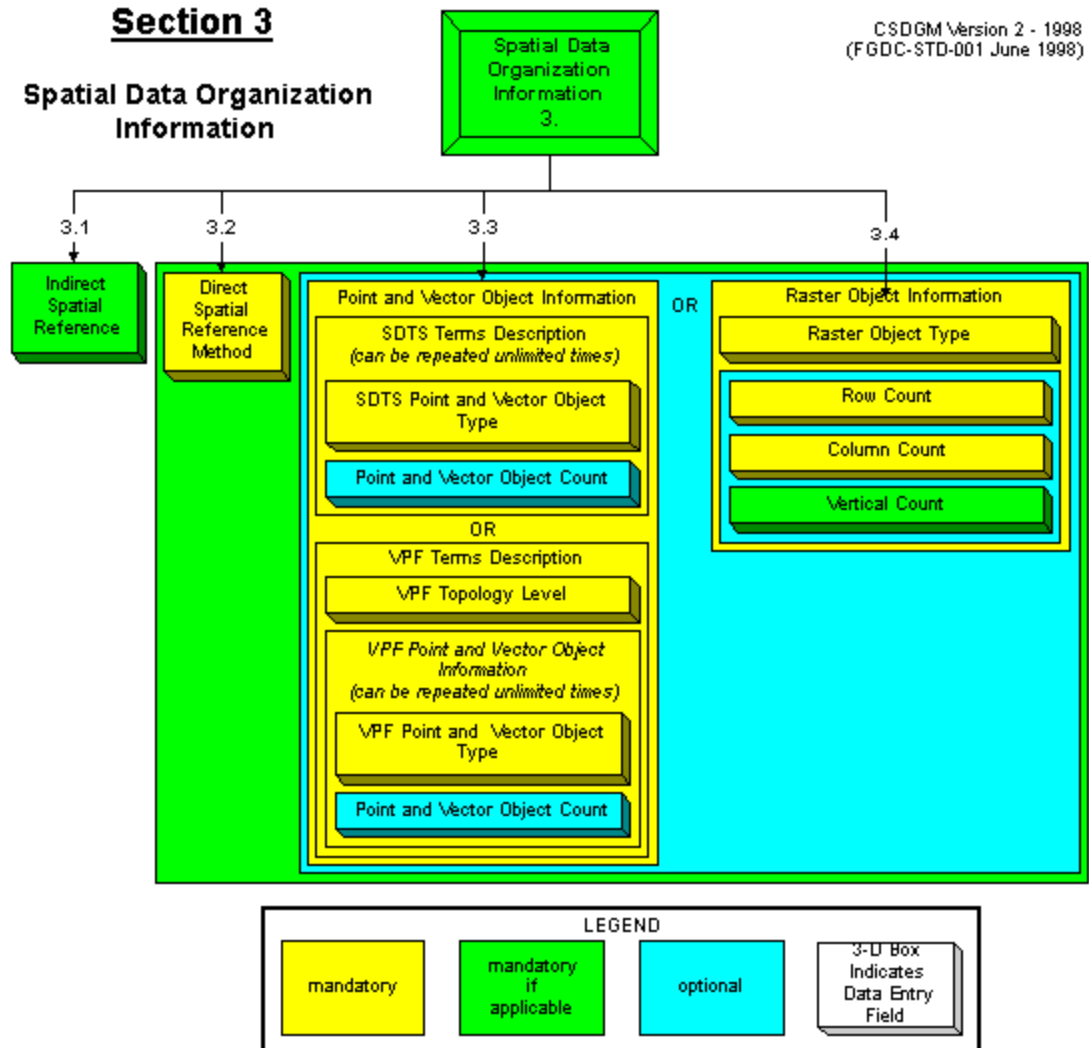 Section 3
CSDGM Version 2 - 1998
(FGDC-STD-001 June 1998)
Spatial Data Organization
Information
Spatial Data
Organization
Information
3.
3.1
3.2
3.3
3.4
Indirect
Spatial
Reference
Direct
Spatial
Reference
Method
Point and Vector Object Information
SDTS Terms Description
(can be repeated unlimited times)
SDTS Point and Vector Object
Type
Point and Vector Object Count
OR
VPF Terms Description
VPF Topology Level
VPF Point and Vector Object
Information
(can be repeated unlimited times)
VPF Point and Vector Object
Type
Point and Vector Object Count
OR
Raster Object Information
Raster Object Type
Row Count
Column Count
Vertical Count
LEGEND
mandatory
mandatory
if
applicable
optional
3-D Box
Indicates
Data Entry
Field